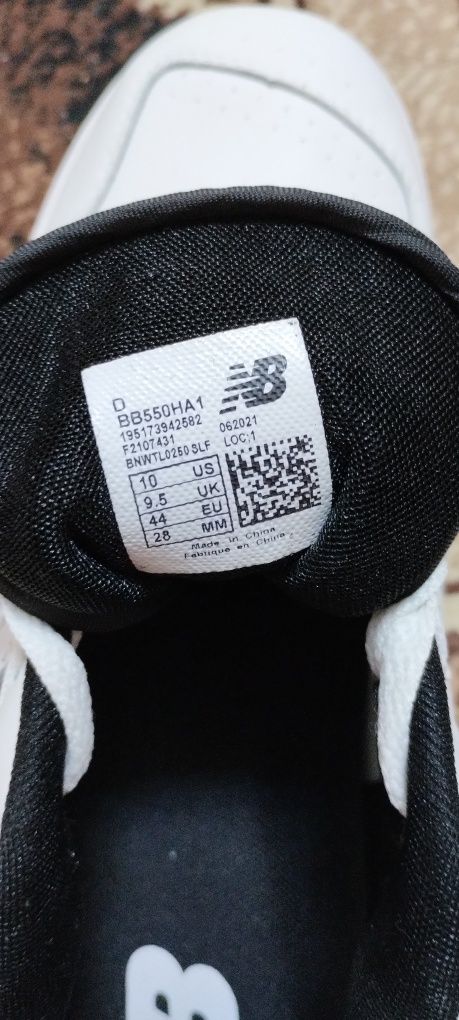 D
BB550HA1
195173942582
F2107431
BNWTL0250 SLF
NB
062021
LOC:1
10 US
9.5 UK
44 EU
28 MM
Made in China
Fabriqué en Chine
B